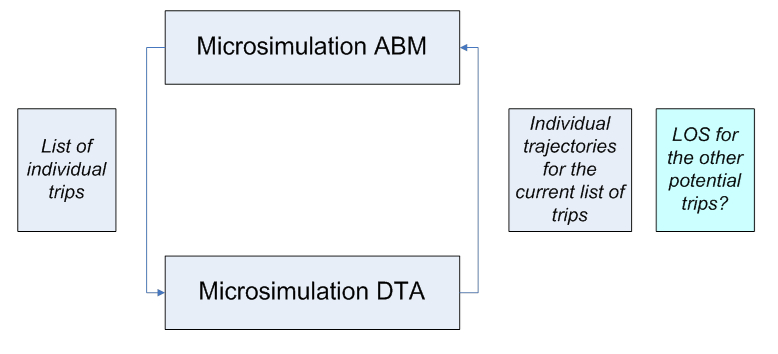 Microsimulation ABM
List of
individual
trips
Individual
trajectories
for the
current list of
trips
LOS for
the other
potential
trips?
Microsimulation DTA